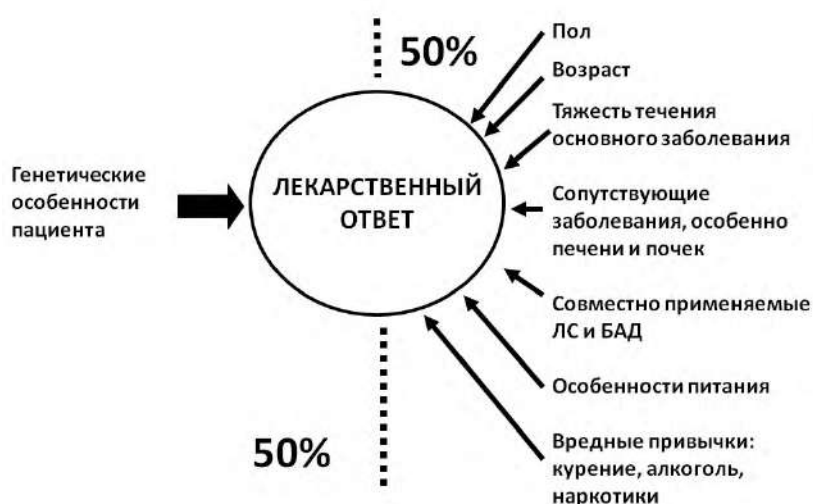 50%
Пол
Возраст
Тяжесть течения
основного заболевания
Генетические
особенности
пациента
ЛЕКАРСТВЕННЫЙ
ОТВЕТ
Сопутствующие
заболевания, особенно
печени и почек
Совместно применяемые
ЛС и БАД
Особенности питания
50%
Вредные привычки:
курение, алкоголь,
наркотики